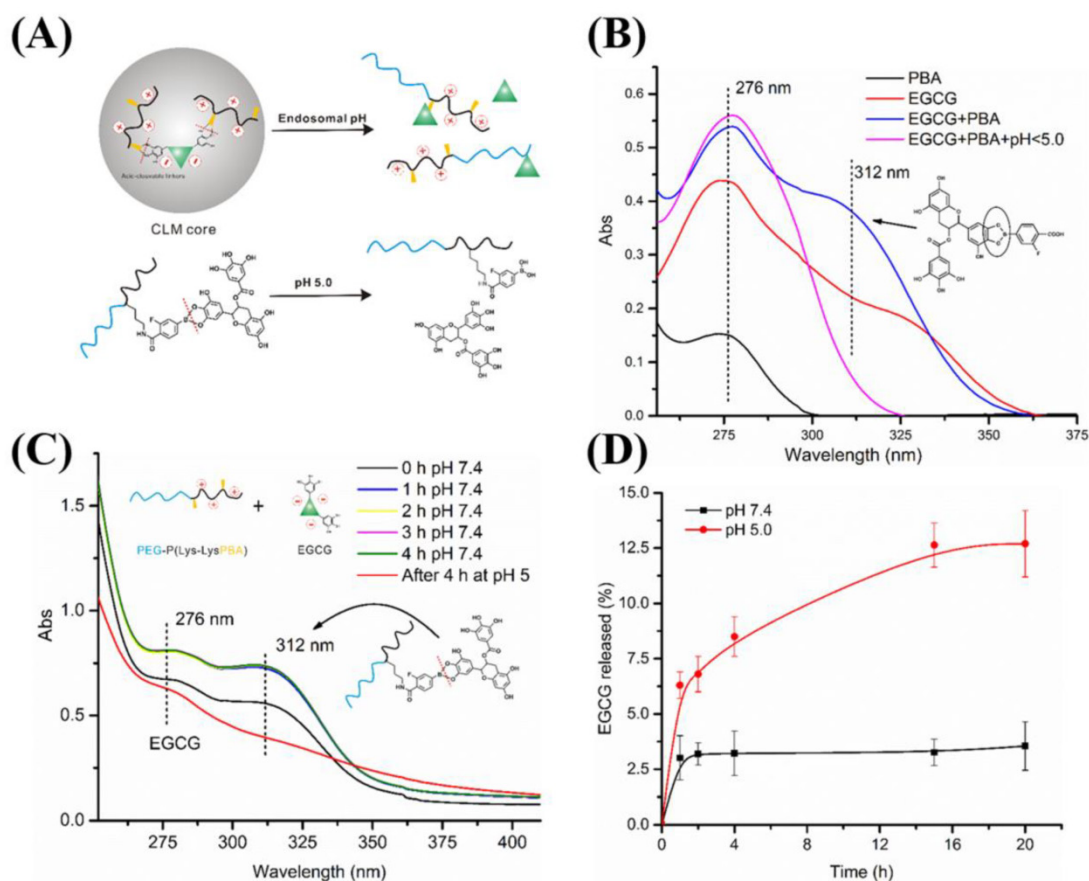 (A)
Endosomal pH
Acid-cleavable linkers
CLM core
pH 5.0
(B)
Abs
0.6
0.5
0.4
0.3
0.2
0.1
0.0
276 nm
312 nm
PBA
EGCG
EGCG+PBA
EGCG+PBA+pH<5.0
275
300
325
350
375
Wavelength (nm)
(C)
Abs
1.5
1.0
0.5
0.0
PEG-P(Lys-LysPBA)
+
EGCG
0 h pH 7.4
1 h pH 7.4
2 h pH 7.4
3 h pH 7.4
4 h pH 7.4
After 4 h at pH 5
276 nm
312 nm
EGCG
275
300
325
350
375
400
Wavelength (nm)
(D)
EGCG released (%)
15.0
12.5
10.0
7.5
5.0
2.5
0.0
pH 7.4
pH 5.0
0
4
8
12
16
20
Time (h)